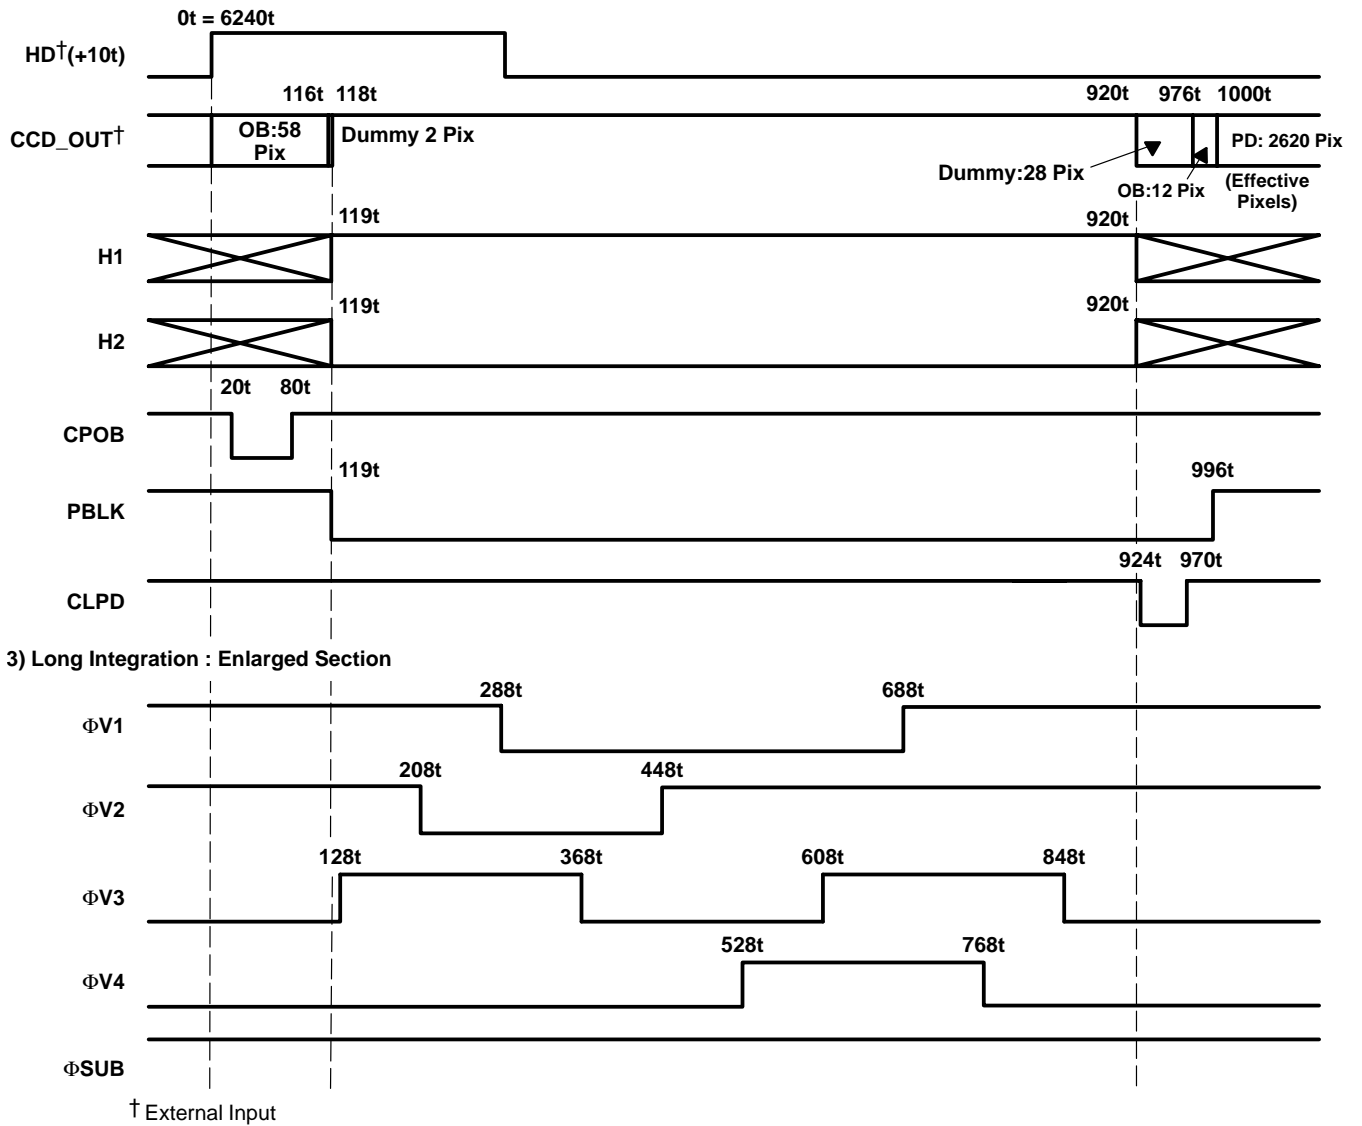 0t = 6240t
HD†(+10t)
116t 118t 920t 976t 1000t
CCD_OUT†
OB:58
Pix
Dummy 2 Pix
Dummy:28 Pix
OB:12 Pix
PD: 2620 Pix
(Effective
Pixels)
119t 920t
H1
119t 920t
H2
20t 80t
CPOB
119t 996t
PBLK
924t 970t
CLPD
3) Long Integration : Enlarged Section
288t 688t
ΦV1
208t 448t
ΦV2
128t 368t 608t 848t
ΦV3
528t 768t
ΦV4
ΦSUB
† External Input